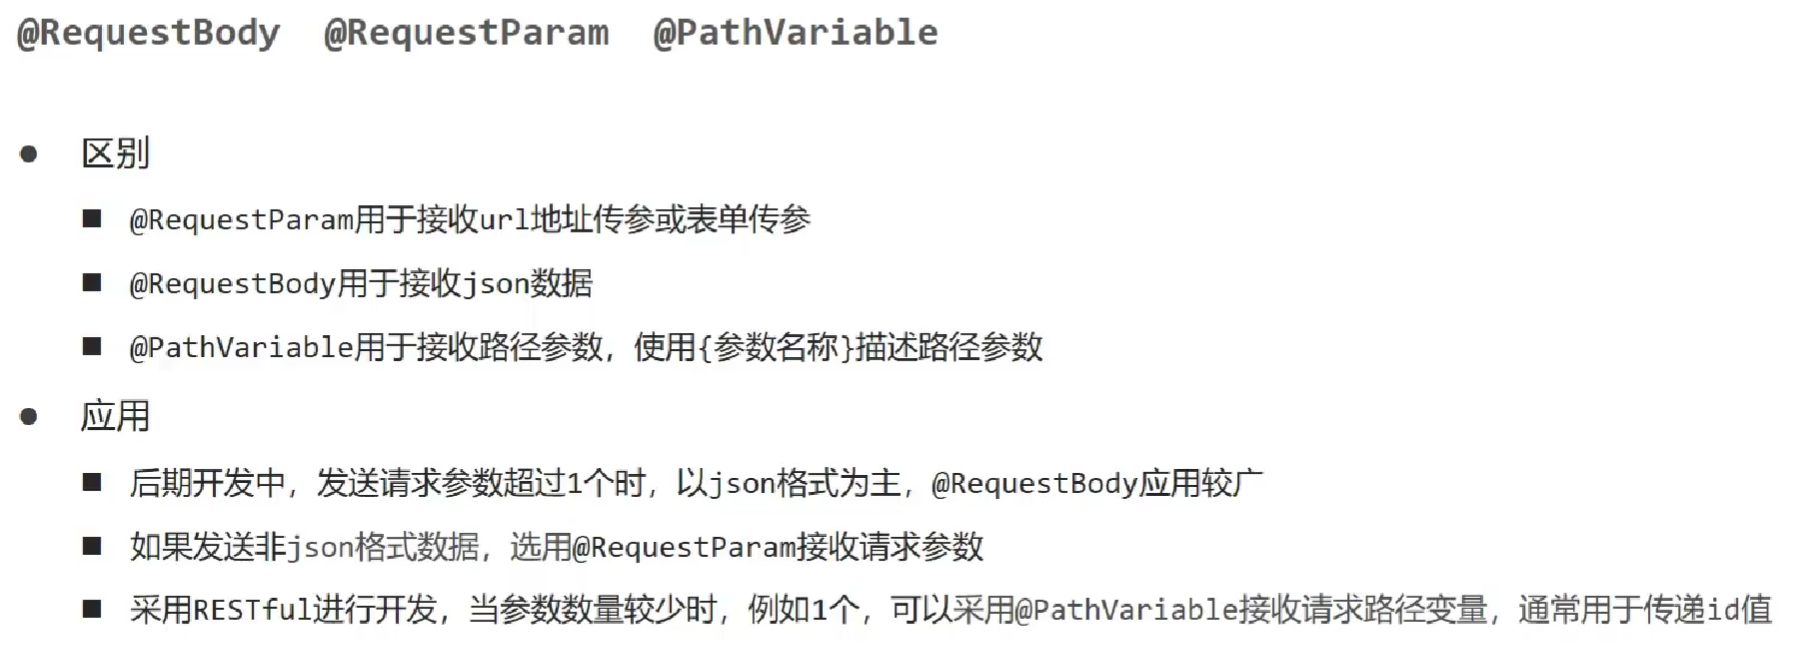 @RequestBody @RequestParam @PathVariable
● 区别
■ @RequestParam用于接收url地址传参或表单传参
■ @RequestBody用于接收json数据
■ @PathVariable用于接收路径参数，使用{参数名称}描述路径参数
● 应用
■ 后期开发中，发送请求参数超过1个时，以json格式为主，@RequestBody应用较广
■ 如果发送非json格式数据，选用@RequestParam接收请求参数
■ 采用RESTful进行开发，当参数数量较少时，例如1个，可以采用@PathVariable接收请求路径变量，通常用于传递id值